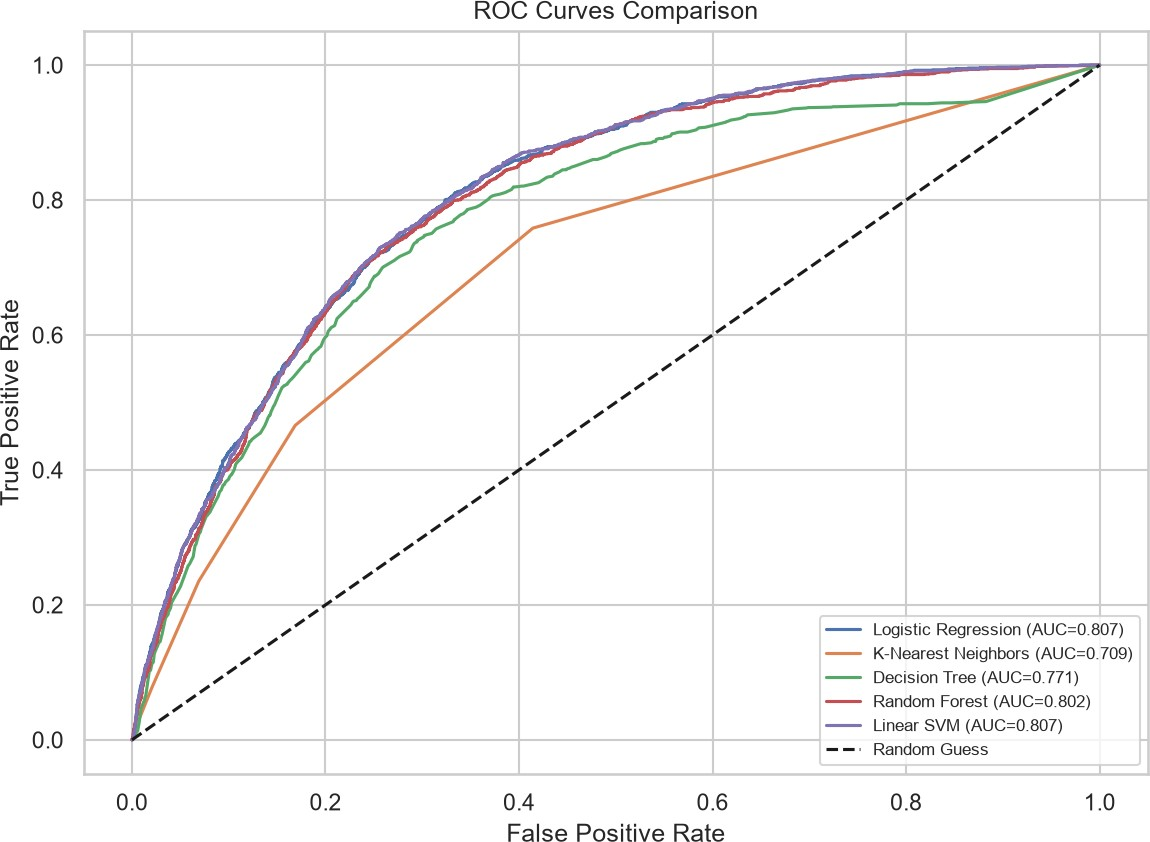 ROC Curves Comparison
True Positive Rate
1.0
0.8
0.6
0.4
0.2
0.0
Logistic Regression (AUC=0.807)
K-Nearest Neighbors (AUC=0.709)
Decision Tree (AUC=0.771)
Random Forest (AUC=0.802)
Linear SVM (AUC=0.807)
Random Guess
0.0 0.2 0.4 0.6 0.8 1.0
False Positive Rate